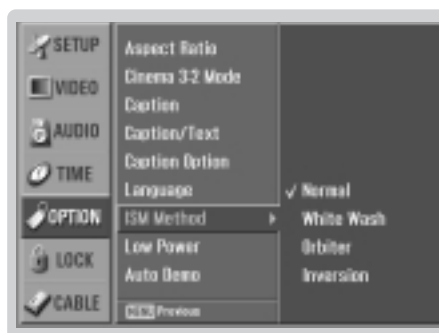 SETUP
VIDEO
AUDIO
TIME
OPTION
LOCK
CABLE
Aspect Ratio
Cinema 3:2 Mode
Caption
Caption/Text
Caption Option
Language
ISM Method
Low Power
Auto Demo
MENU Previous
✓ Normal
White Wash
Orbiter
Inversion